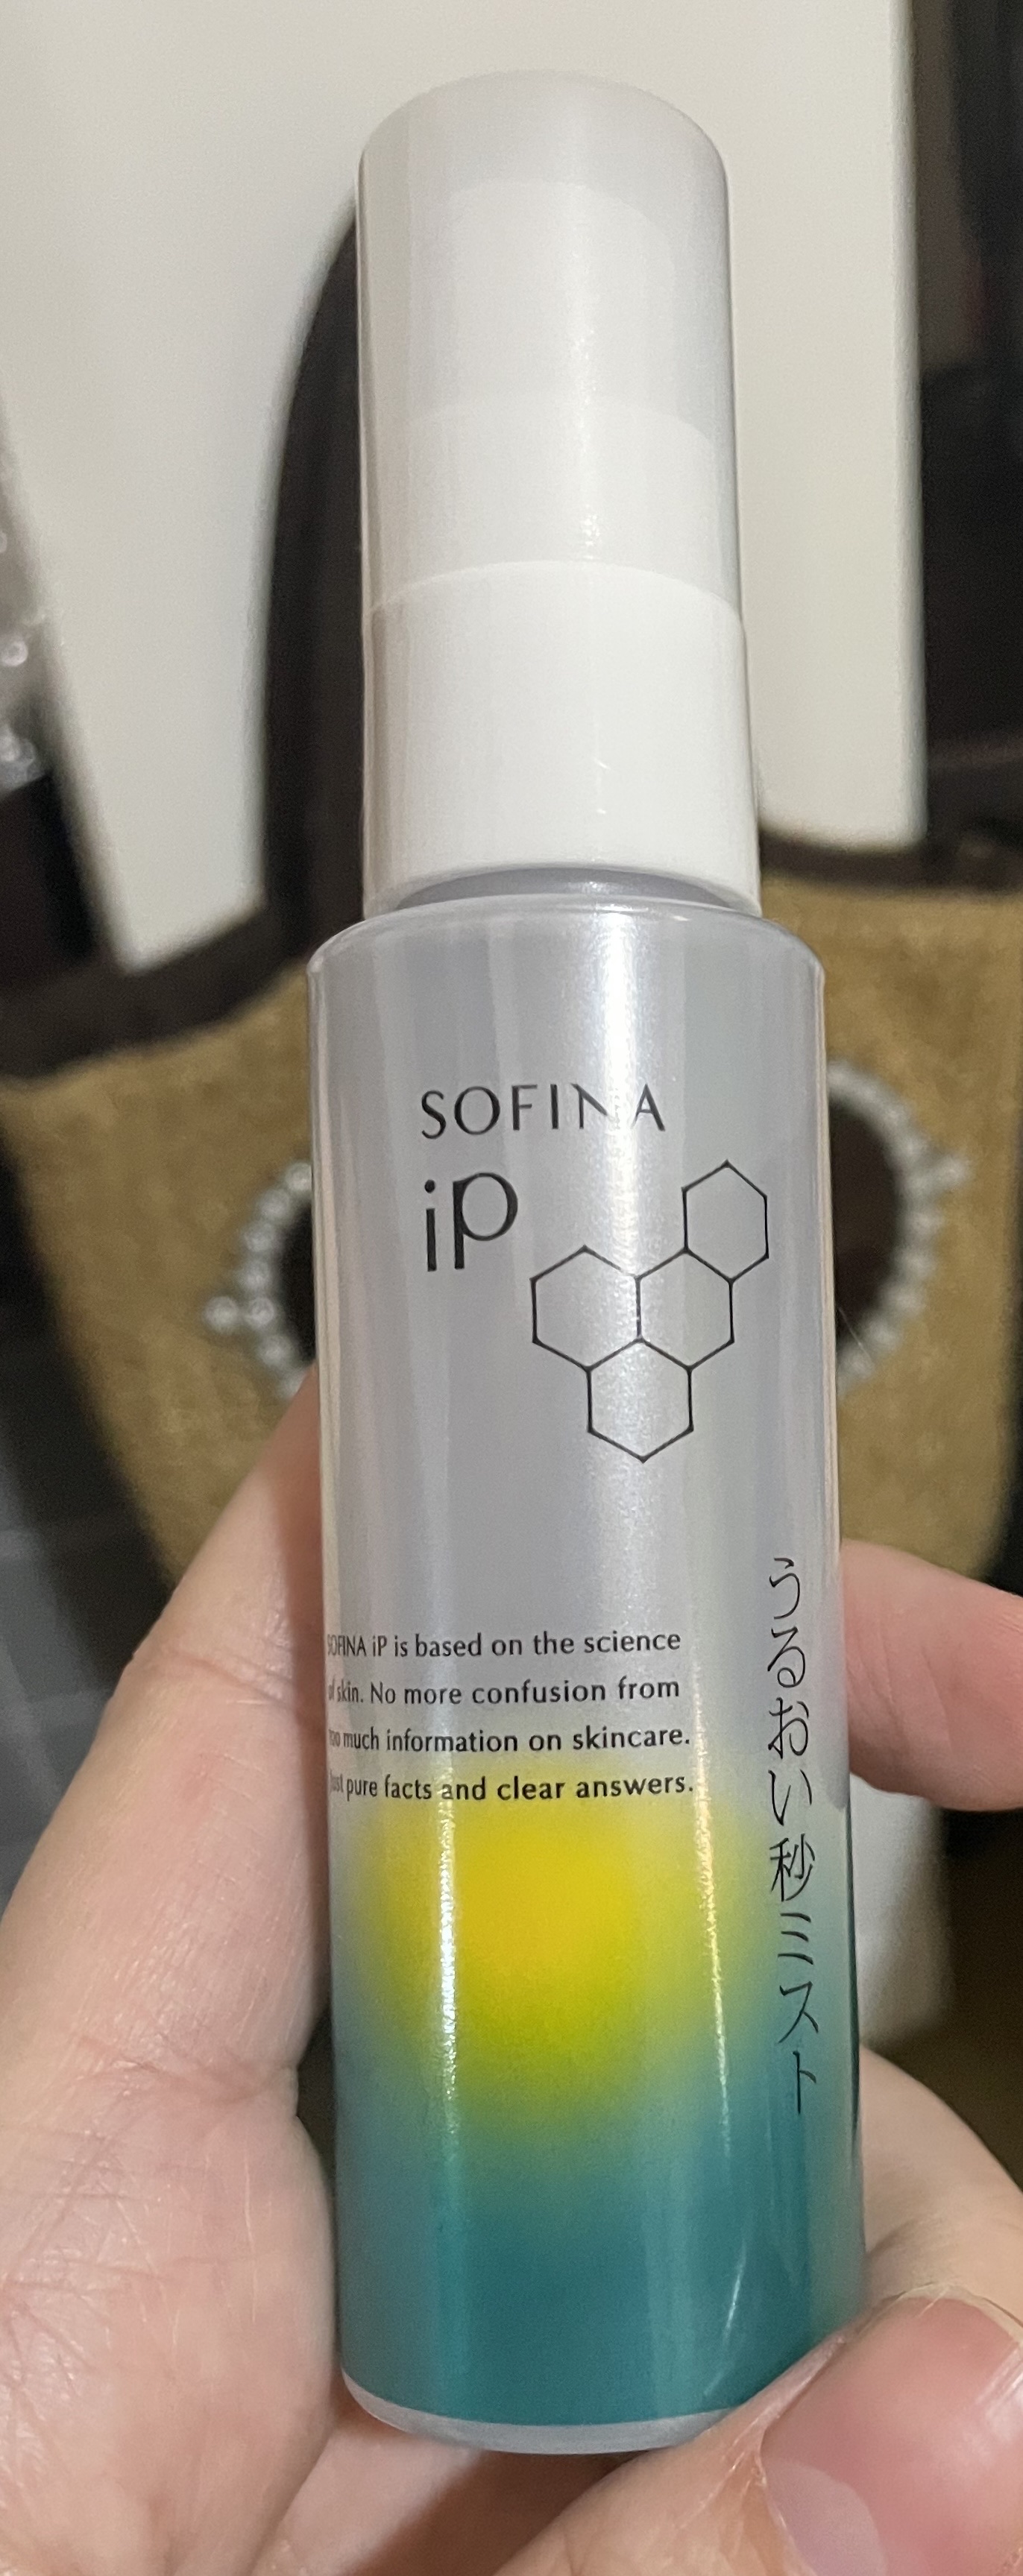 SOFINA
iP
SOFINA iP is based on the science
of skin. No more confusion from
too much information on skincare.
Just pure facts and clear answers.
うるおい秒ミスト